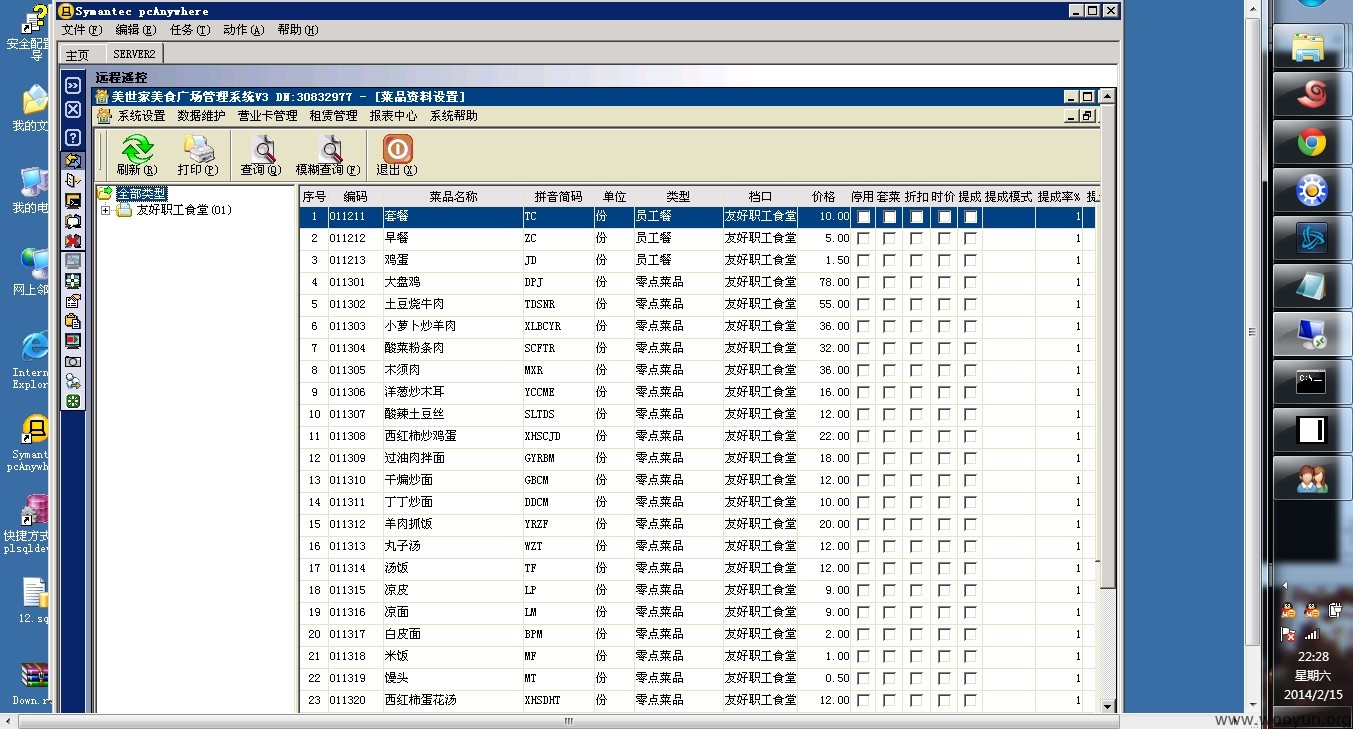 Symantec pcAnywhere
文件(F) 编辑(E) 任务(T) 动作(A) 帮助(H)
主页 SERVER2
远程遥控
美世家美食广场管理系统V3 DN:30832977 - [菜品资料设置]
系统设置 数据维护 营业卡管理 租赁管理 报表中心 系统帮助
刷新(R) 打印(P) 查询(Q) 模糊查询(F) 退出(X)
全部类型
友好职工食堂(01)
序号 编码 菜品名称 拼音简码 单位 类型 档口 价格 停用 套菜 折扣 时价 提成 提成模式 提成率%
1 011211 套餐 TC 份 员工餐 友好职工食堂 10.00 1
2 011212 早餐 ZC 份 员工餐 友好职工食堂 5.00 1
3 011213 鸡蛋 JD 份 员工餐 友好职工食堂 1.50 1
4 011301 大盘鸡 DPJ 份 零点菜品 友好职工食堂 78.00 1
5 011302 土豆烧牛肉 TDSNR 份 零点菜品 友好职工食堂 55.00 1
6 011303 小萝卜炒羊肉 XLBCYR 份 零点菜品 友好职工食堂 36.00 1
7 011304 酸菜粉条肉 SCFTR 份 零点菜品 友好职工食堂 32.00 1
8 011305 木须肉 MXR 份 零点菜品 友好职工食堂 36.00 1
9 011306 洋葱炒木耳 YCCME 份 零点菜品 友好职工食堂 16.00 1
10 011307 酸辣土豆丝 SLTDS 份 零点菜品 友好职工食堂 12.00 1
11 011308 西红柿炒鸡蛋 XHSCJD 份 零点菜品 友好职工食堂 22.00 1
12 011309 过油肉拌面 GYRBM 份 零点菜品 友好职工食堂 18.00 1
13 011310 干煸炒面 GBCM 份 零点菜品 友好职工食堂 12.00 1
14 011311 丁丁炒面 DDCM 份 零点菜品 友好职工食堂 10.00 1
15 011312 羊肉抓饭 YRZF 份 零点菜品 友好职工食堂 20.00 1
16 011313 丸子汤 WZT 份 零点菜品 友好职工食堂 12.00 1
17 011314 汤饭 TF 份 零点菜品 友好职工食堂 12.00 1
18 011315 凉皮 LP 份 零点菜品 友好职工食堂 9.00 1
19 011316 凉面 LM 份 零点菜品 友好职工食堂 9.00 1
20 011317 白皮面 BPM 份 零点菜品 友好职工食堂 2.00 1
21 011318 米饭 MF 份 零点菜品 友好职工食堂 1.00 1
22 011319 馒头 MT 份 零点菜品 友好职工食堂 0.50 1
23 011320 西红柿蛋花汤 XHSDHT 份 零点菜品 友好职工食堂 12.00 1
安全配置
导
我的文
我的电
网上邻
Intern
Explor
Symant
pcAnywh
快捷方式
plsqldev
12.sq
Down.r
C:\_
22:28
星期六
2014/2/15
www.wooyun.org